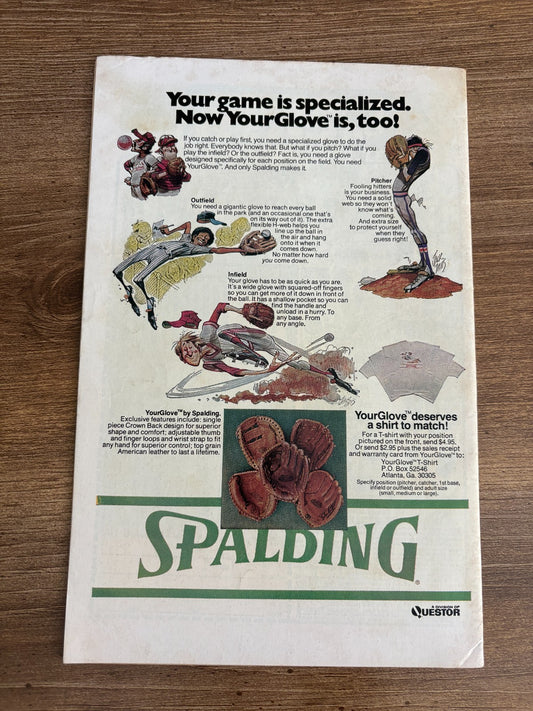 Your game is specialized.
Now YourGlove™ is, too!
If you catch or play first, you need a specialized glove to do the
job right. Everybody knows that. But what if you pitch? What if you
play the infield? Or the outfield? Fact is, you need a glove
designed specifically for each position on the field. You need
YourGlove™. And only Spalding makes it.
Pitcher
Fooling hitters
is your business.
You need a solid
web so they won't
know what's
coming.
And extra size
to protect yourself
when they
guess right!
Outfield
You need a gigantic glove to reach every ball
in the park (and an occasional one that's
on its way out of it). The extra
flexible H-web helps you
line up the ball in
the air and hang
onto it when it
comes down.
No matter how hard
you come down.
Infield
Your glove has to be as quick as you are.
It's a wide glove with squared-off fingers
so you can get more of it down in front of
the ball. It has a shallow pocket so you can
find the handle and
unload in a hurry. To
any base. From
any angle.
YourGlove™ by Spalding.
Exclusive features include: single
piece Crown Back design for superior
shape and comfort; adjustable thumb
and finger loops and wrist strap to fit
any hand for superior control; top grain
American leather to last a lifetime.
YourGlove™ deserves
a shirt to match!
For a T-shirt with your position
pictured on the front, send $4.95.
Or send $2.95 plus the sales receipt
and warranty card from YourGlove™ to:
YourGlove™ T-Shirt
P.O. Box 52546
Atlanta, Ga. 30305
Specify position (pitcher, catcher, 1st base,
infield or outfield) and adult size
(small, medium or large).
SPALDING®
A DIVISION OF
QUESTOR